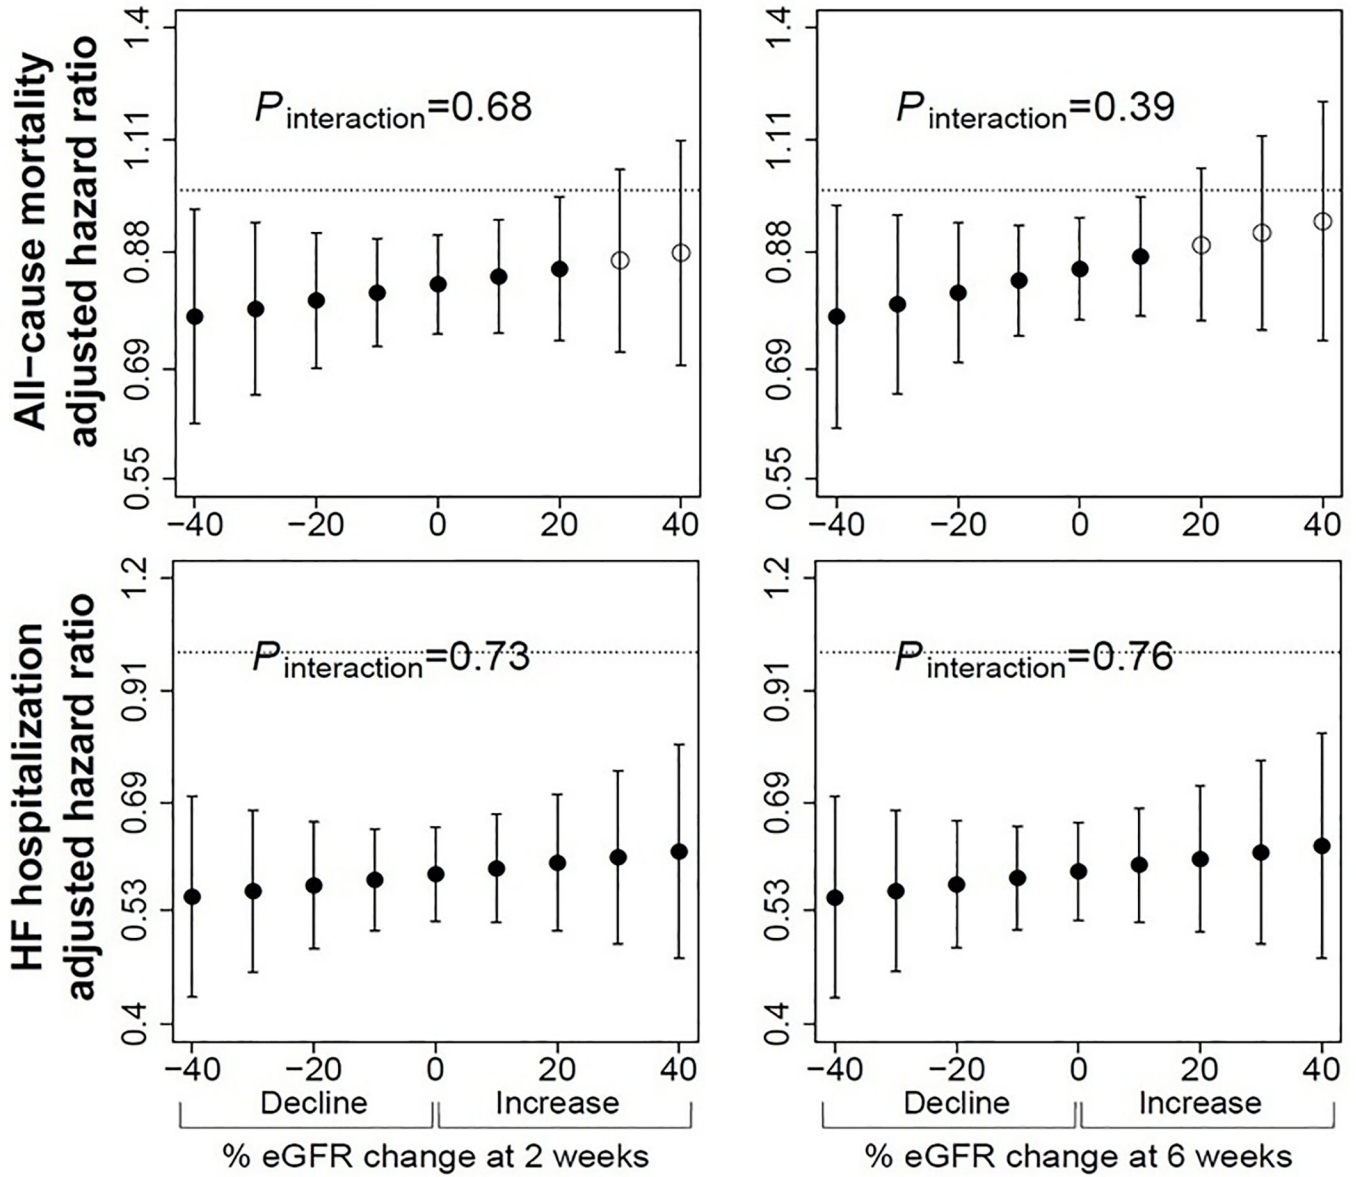 All−cause mortality
adjusted hazard ratio
1.4
1.11
0.88
0.69
0.55
Pinteraction=0.68
−40 −20 0 20 40
1.4
1.11
0.88
0.69
0.55
Pinteraction=0.39
−40 −20 0 20 40
HF hospitalization
adjusted hazard ratio
1.2
0.91
0.69
0.53
0.4
Pinteraction=0.73
−40 −20 0 20 40
Decline Increase
% eGFR change at 2 weeks
1.2
0.91
0.69
0.53
0.4
Pinteraction=0.76
−40 −20 0 20 40
Decline Increase
% eGFR change at 6 weeks